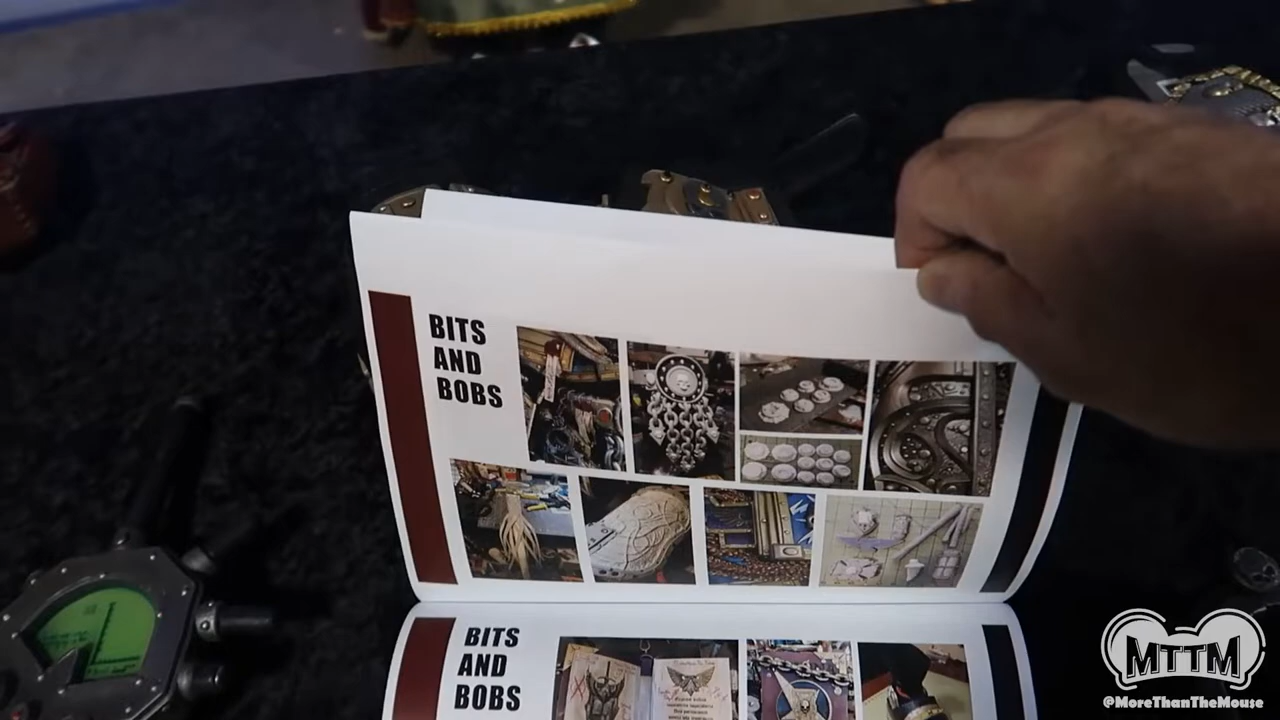 BITS
AND
BOBS
BITS
AND
BOBS
MTTM
@MoreThanTheMouse